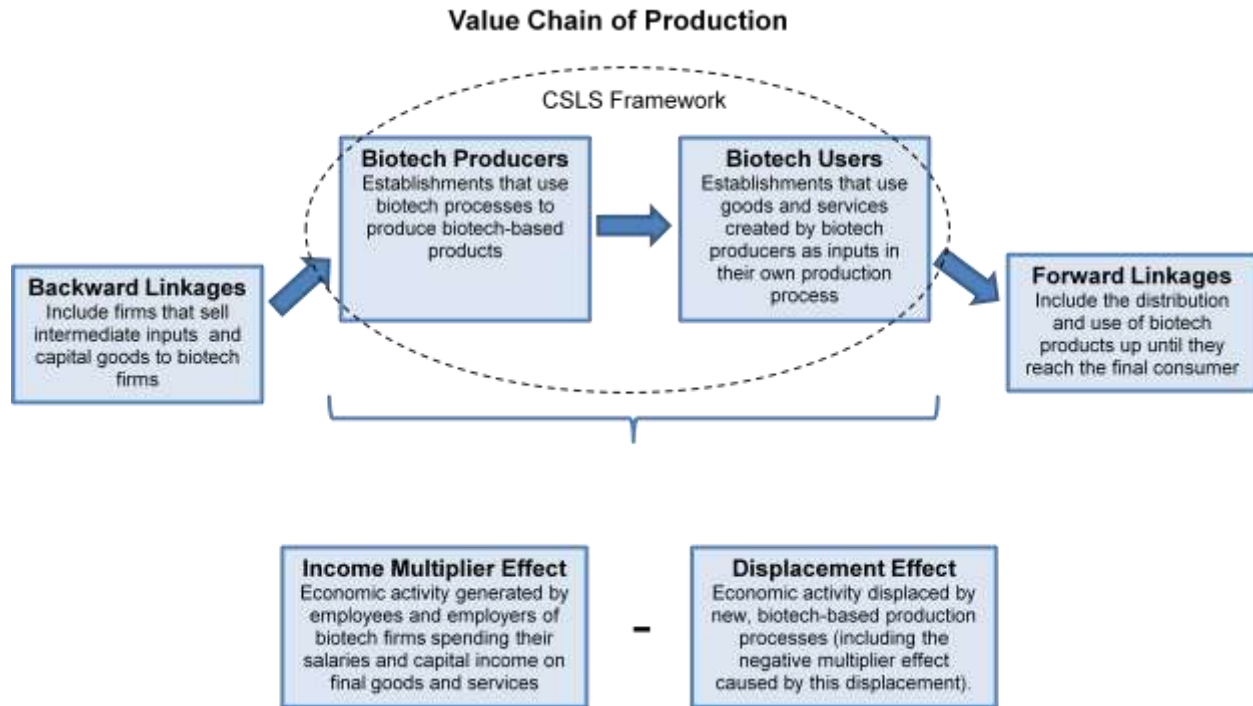 Value Chain of Production
CSLS Framework
Biotech Producers
Establishments that use
biotech processes to
produce biotech-based
products
Biotech Users
Establishments that use
goods and services
created by biotech
producers as inputs in
their own production
process
Backward Linkages
Include firms that sell
intermediate inputs and
capital goods to biotech
firms
Forward Linkages
Include the distribution
and use of biotech
products up until they
reach the final consumer
Income Multiplier Effect
Economic activity generated by
employees and employers of
biotech firms spending their
salaries and capital income on
final goods and services
-
Displacement Effect
Economic activity displaced by
new, biotech-based production
processes (including the
negative multiplier effect
caused by this displacement).